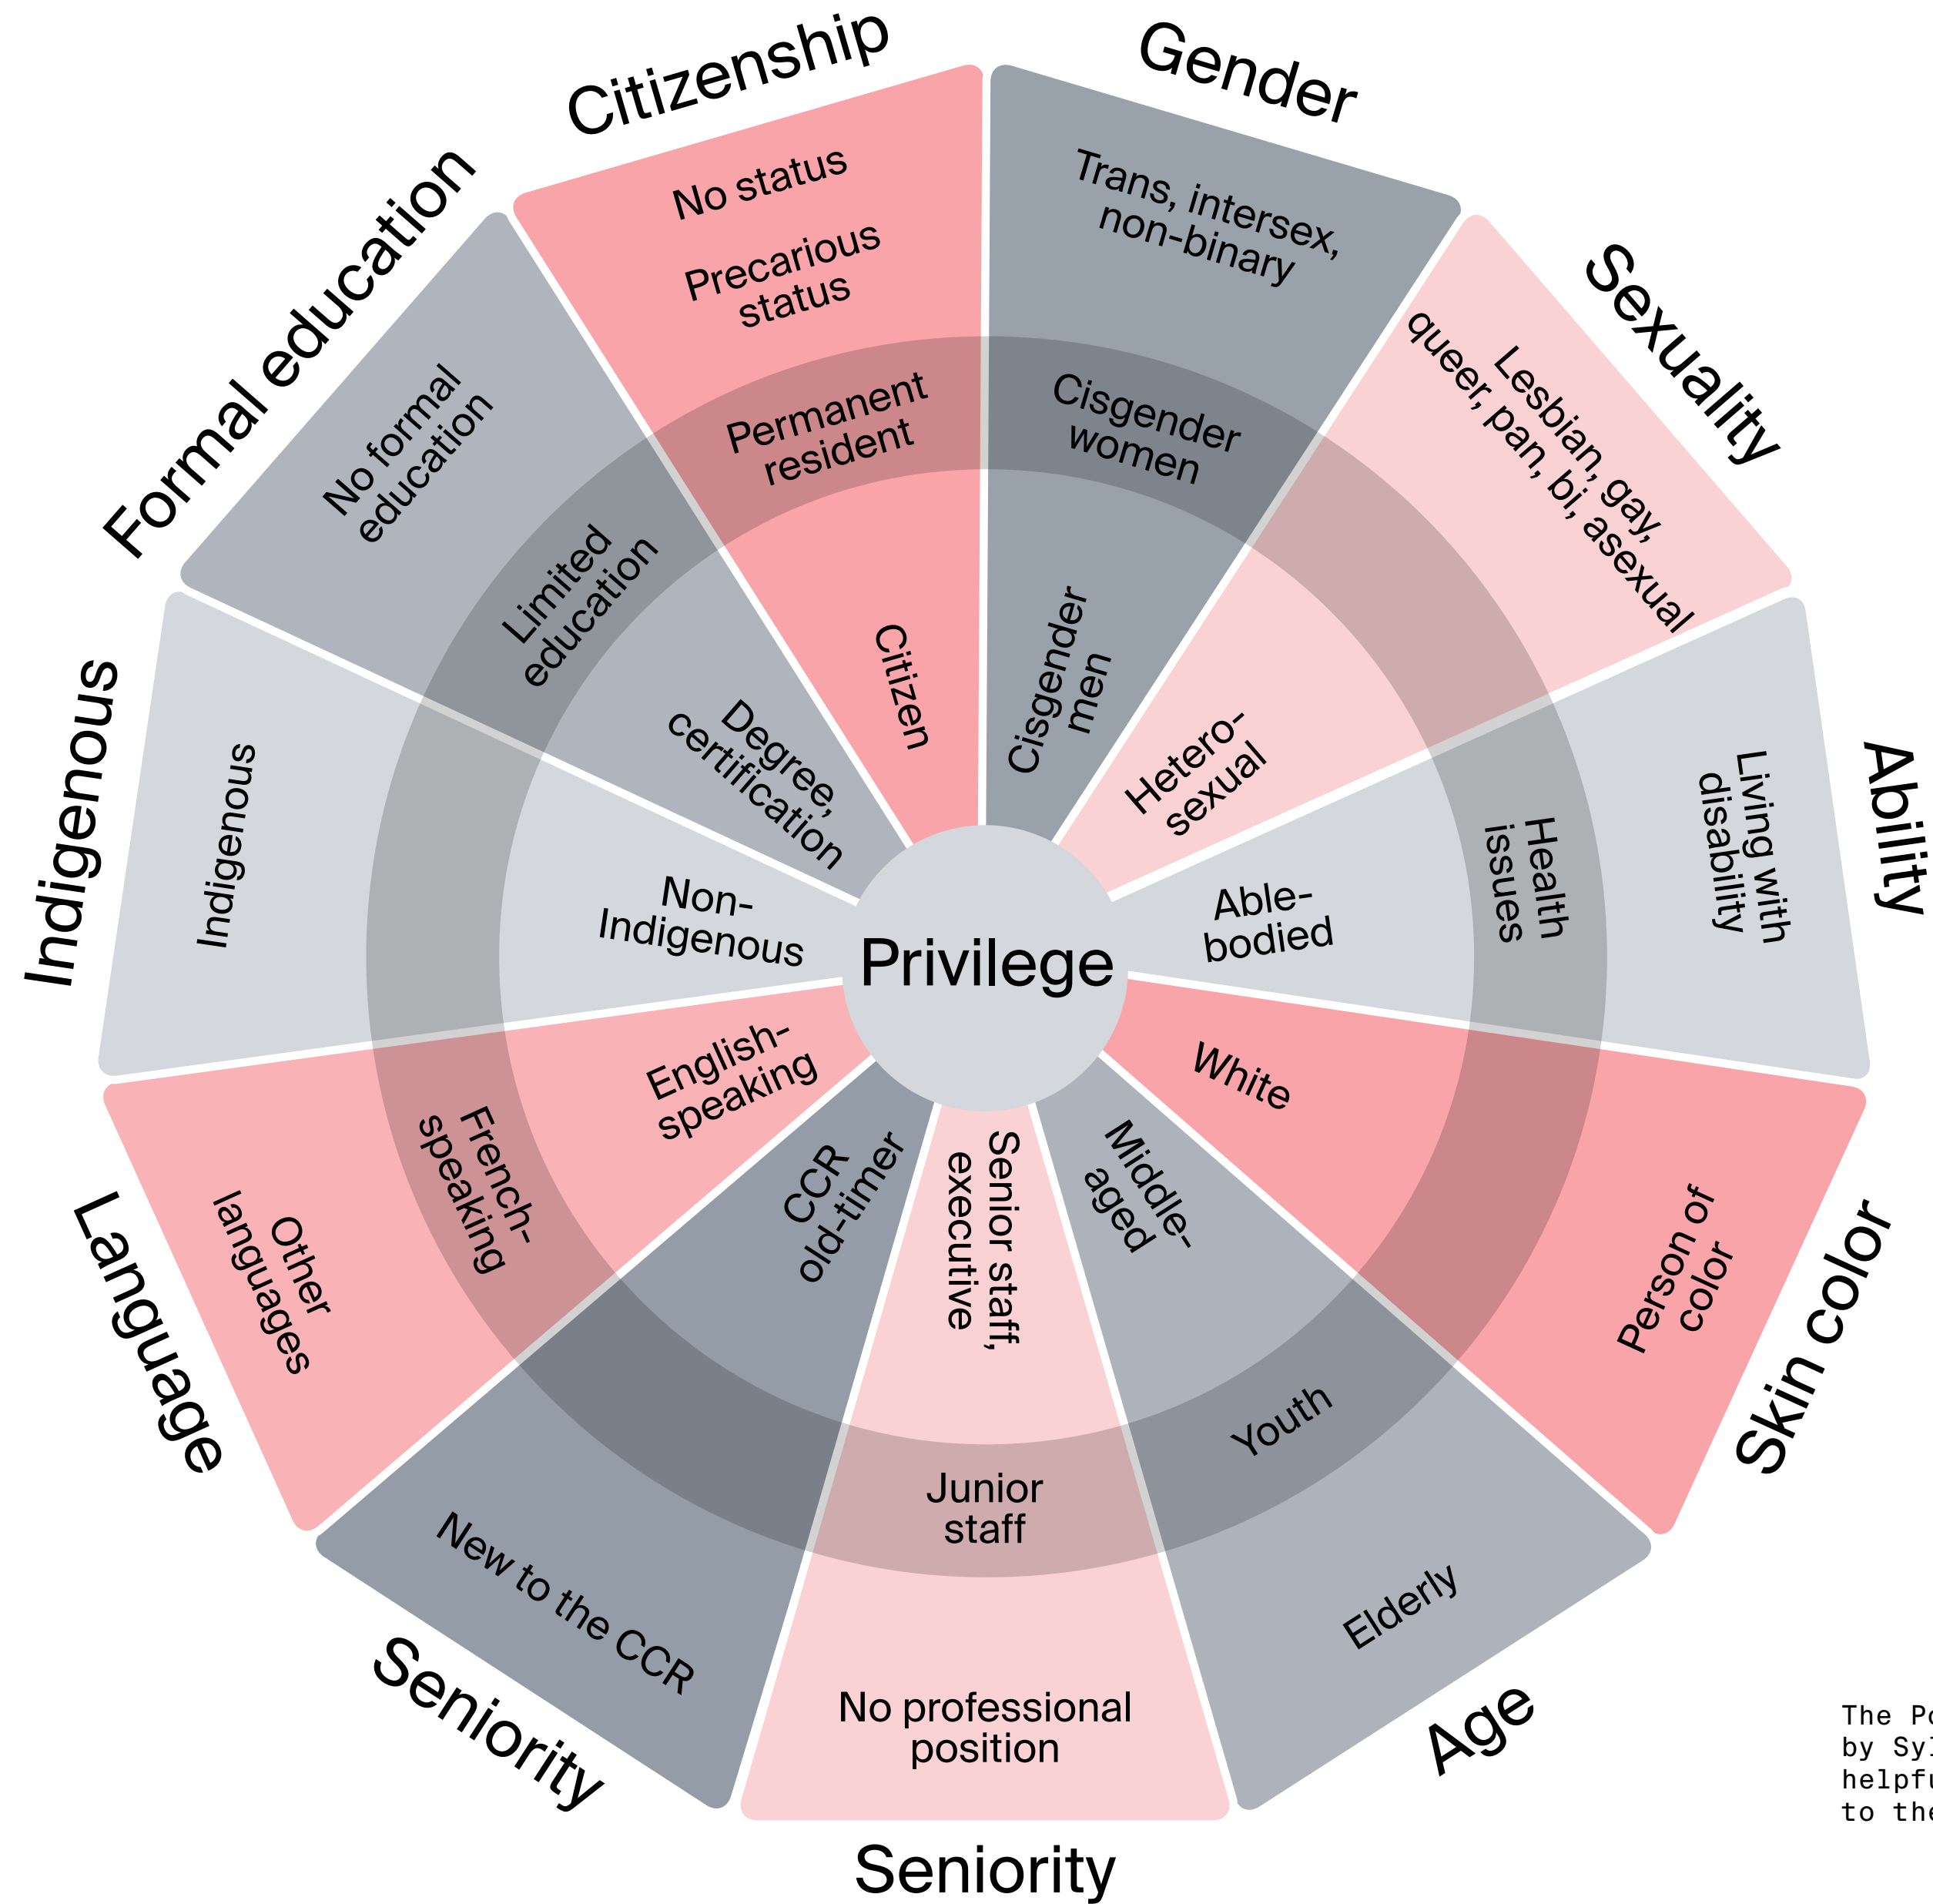 Citizenship
No status
Precarious
status
Permanent
resident
Citizen
Gender
Trans, intersex,
non-binary
Cisgender
women
Cisgender
men
Sexuality
Lesbian, gay,
queer, pan, bi, asexual
Hetero-
sexual
Ability
Living with
disability
Health
issues
Able-
bodied
Skin color
Person of
color
White
Age
Elderly
Youth
Middle-
aged
Seniority
No professional
position
Junior
staff
Senior staff,
executive
Seniority
New to the CCR
CCR
old-timer
Language
Other
languages
French-
speaking
English-
speaking
Indigenous
Indigenous
Non-
Indigenous
Formal education
No formal
education
Limited
education
Degree,
certification
Privilege
The
by
to